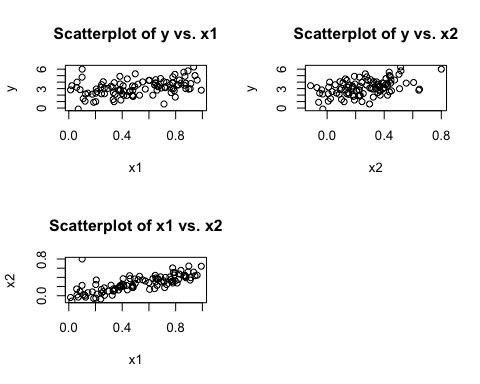 Scatterplot of y vs. x1
y
0 3 6
0.0 0.4 0.8
x1
Scatterplot of y vs. x2
y
0 3 6
0.0 0.4 0.8
x2
Scatterplot of x1 vs. x2
x2
0.0 0.8
0.0 0.4 0.8
x1